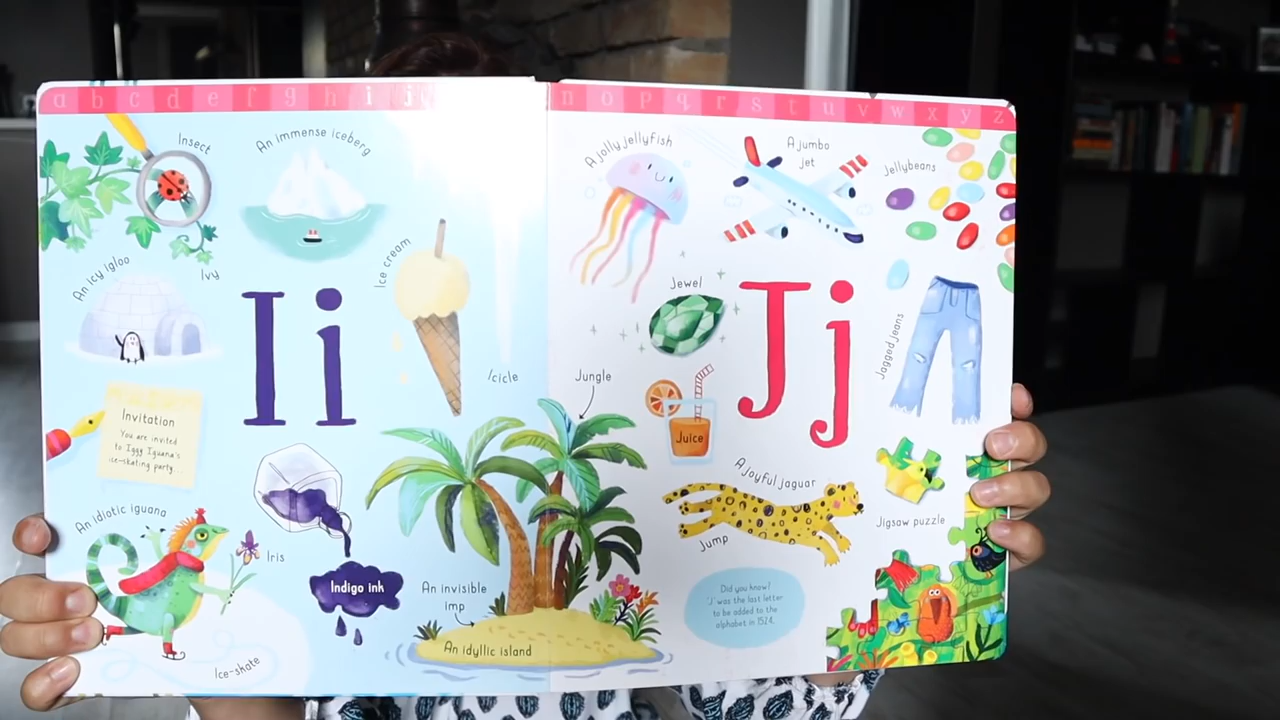 a b c d e f g h i j
n o p q r s t u v w x y z
Insect
An immense iceberg
Ice cream
An icy igloo
Ivy
Ii
Icicle
Invitation
You are invited
to Iggy Iguana's
ice-skating party...
An idiotic iguana
Iris
Indigo ink
An invisible
imp
An idyllic island
Ice-skate
A jolly jellyfish
A jumbo
jet
Jellybeans
Jewel
Jj
Jagged jeans
Jungle
Juice
A joyful jaguar
Jump
Jigsaw puzzle
Did you know?
'J' was the last letter
to be added to the
alphabet in 1524.